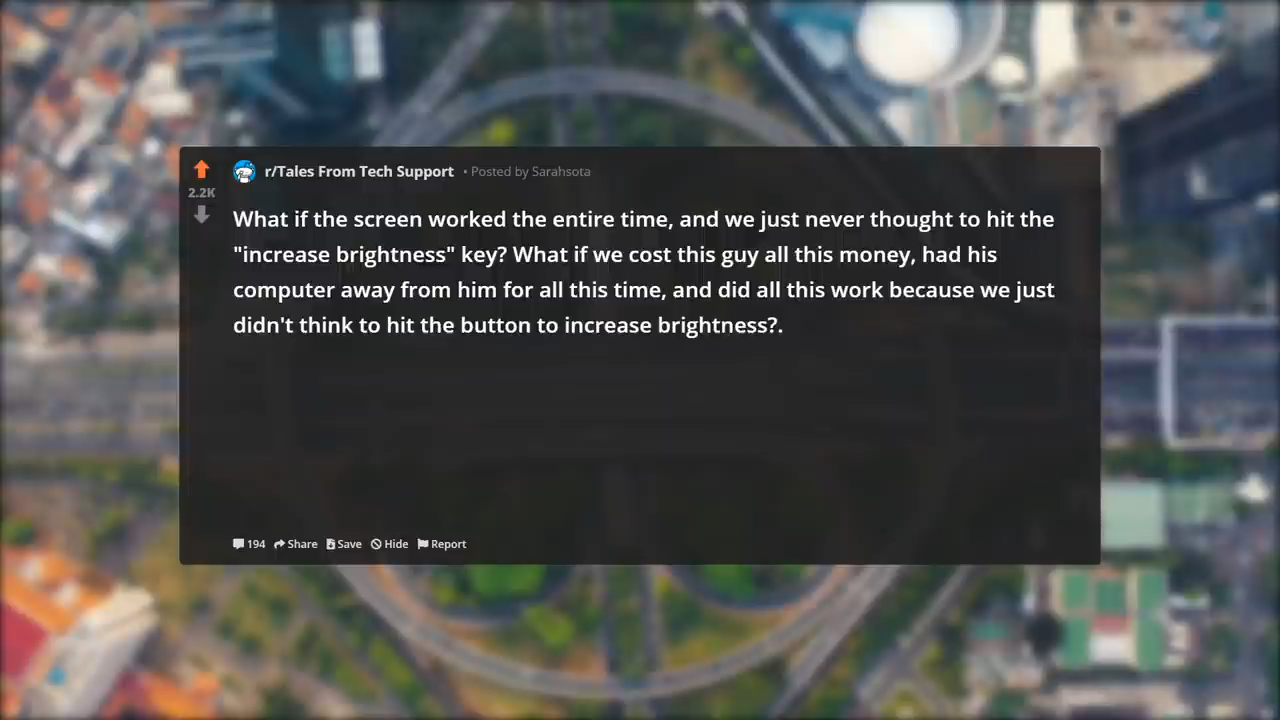 r/Tales From Tech Support • Posted by Sarahsota
2.2K
What if the screen worked the entire time, and we just never thought to hit the
"increase brightness" key? What if we cost this guy all this money, had his
computer away from him for all this time, and did all this work because we just
didn't think to hit the button to increase brightness?.
194 Share Save Hide Report